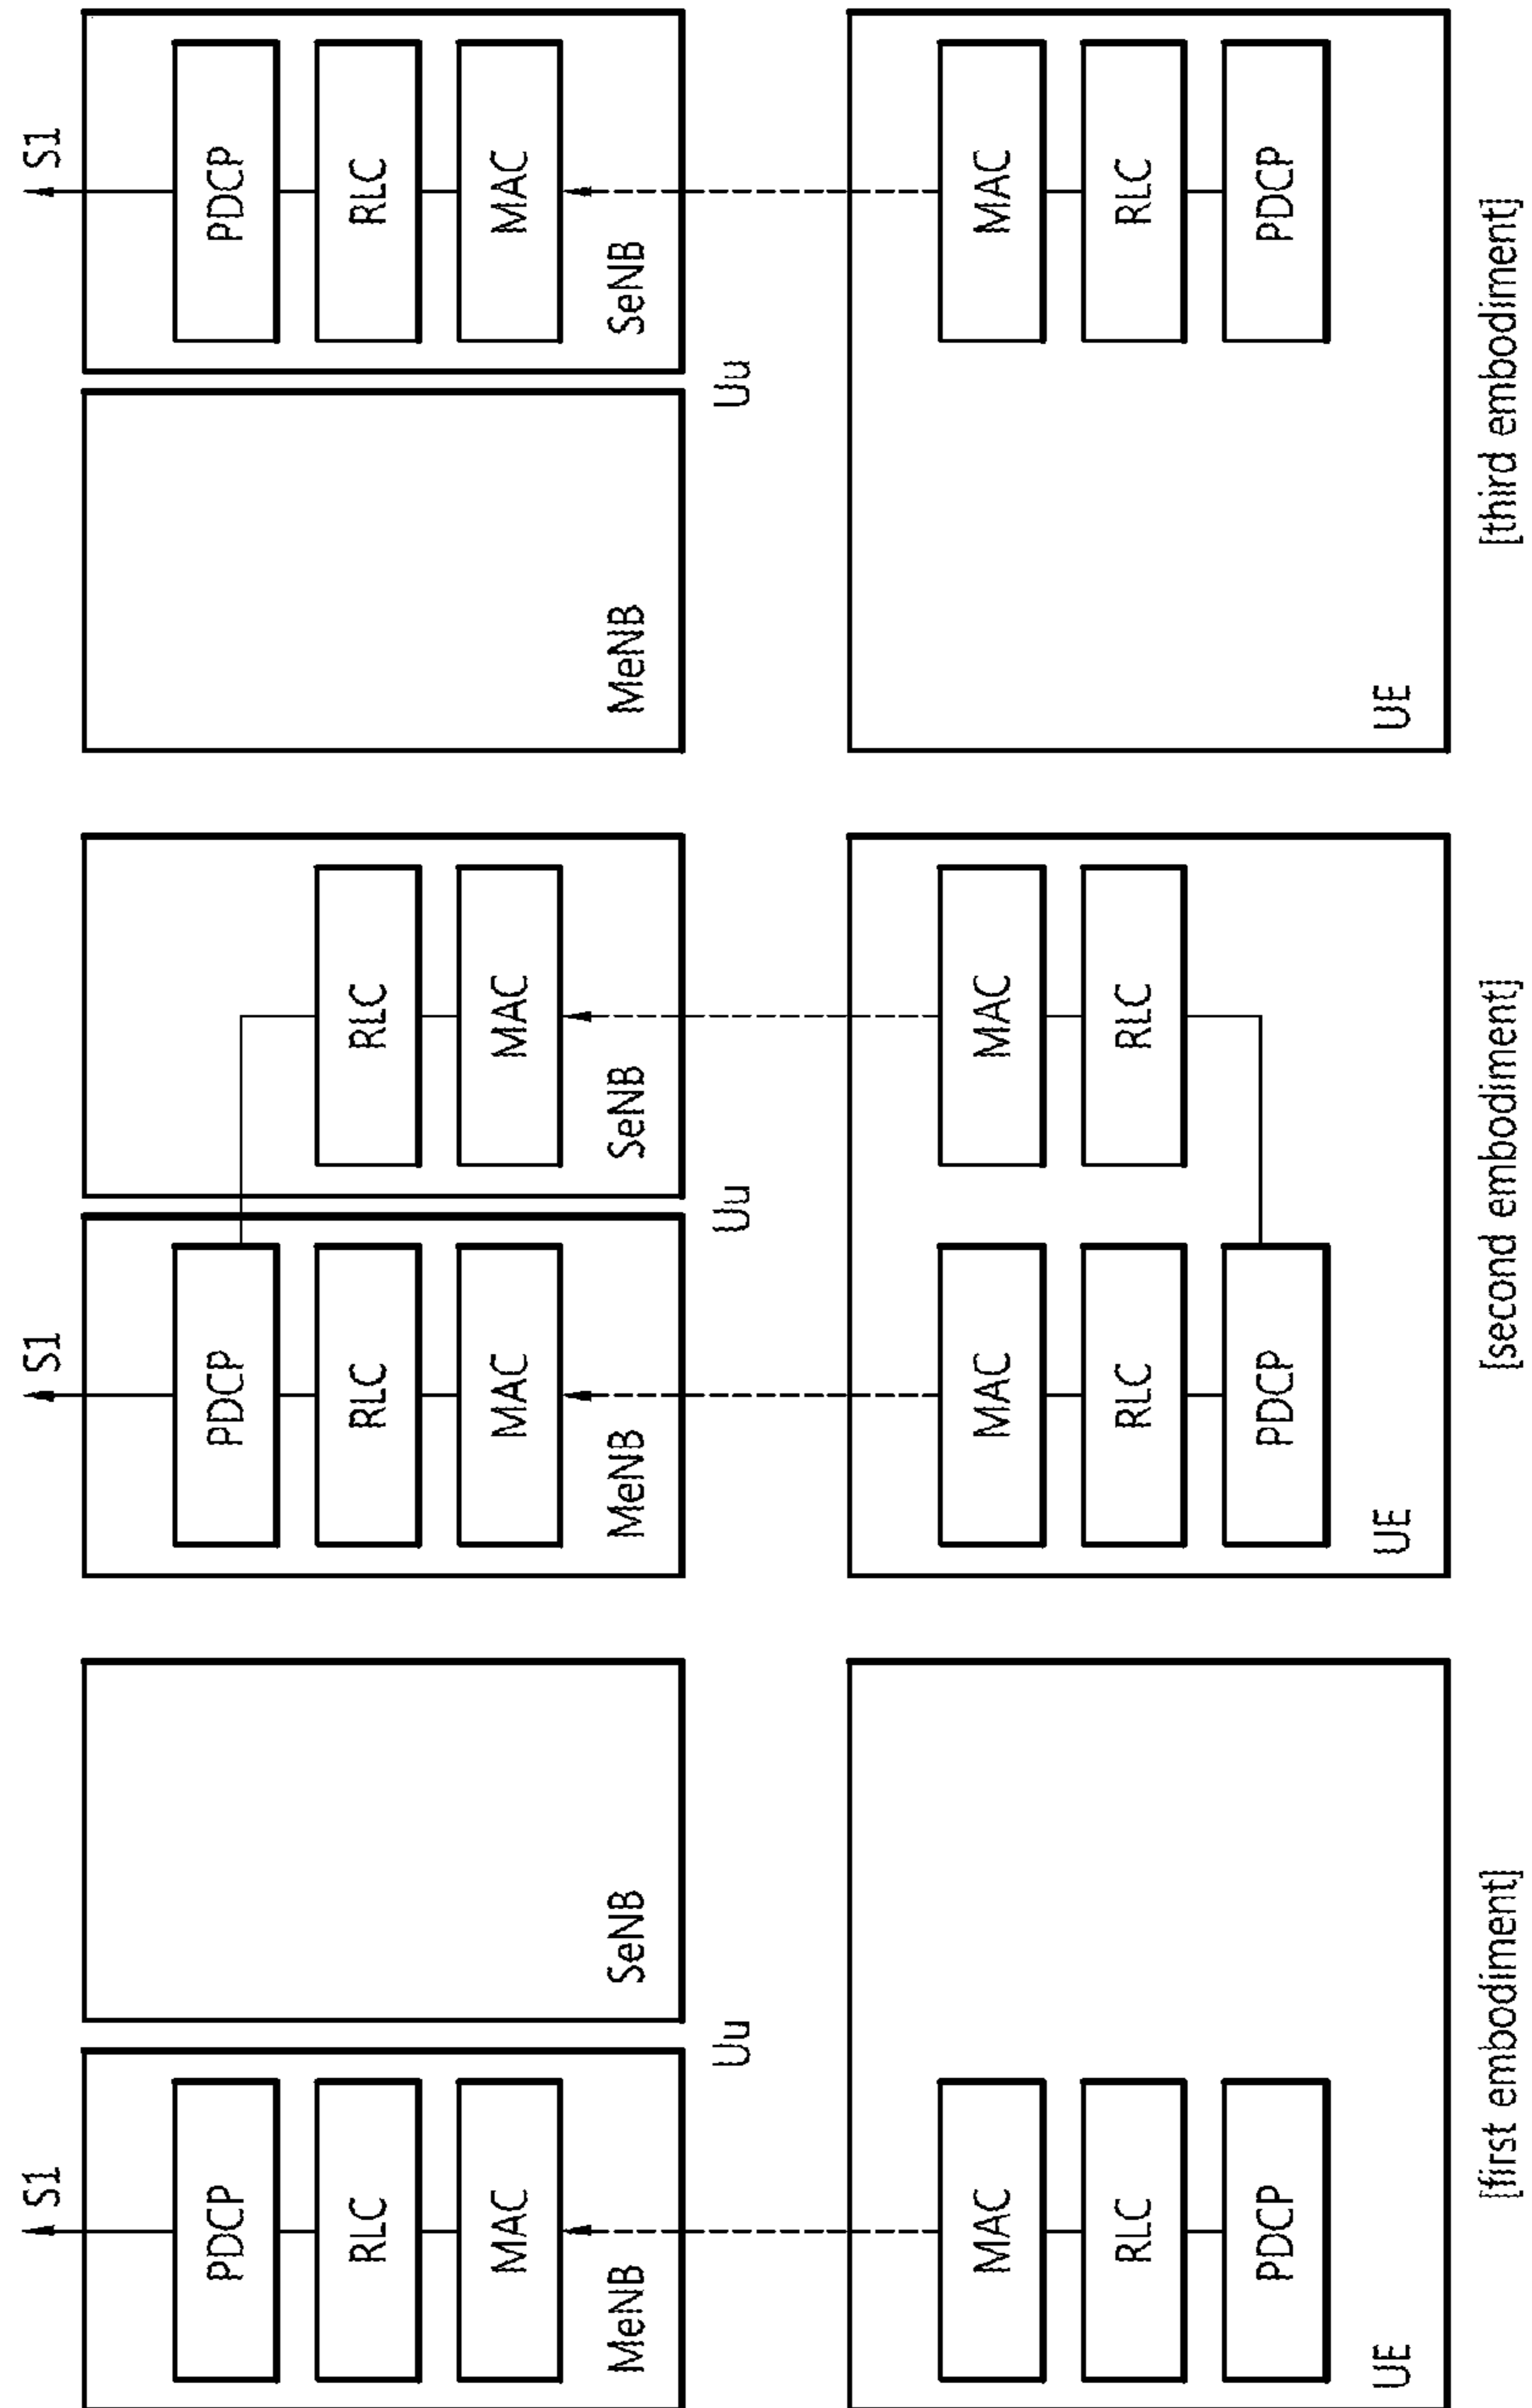 S1
S1
S1
PDCP
PDCP
PDCP
RLC
RLC
RLC
RLC
MAC
MAC
MAC
MAC
MeNB
SeNB
MeNB
SeNB
MeNB
SeNB
Uu
Uu
Uu
MAC
MAC
MAC
MAC
RLC
RLC
RLC
RLC
PDCP
PDCP
PDCP
UE
UE
UE
[first embodiment]
[second embodiment]
[third embodiment]